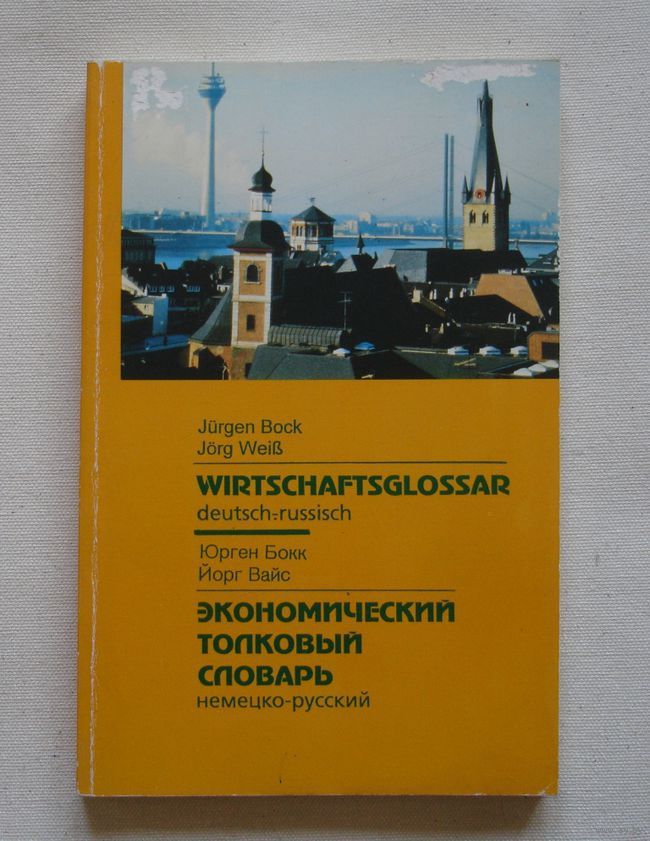 Jürgen Bock
Jörg Weiß
WIRTSCHAFTSGLOSSAR
deutsch-russisch
Юрген Бокк
Йорг Вайс
ЭКОНОМИЧЕСКИЙ
ТОЛКОВЫЙ
СЛОВАРЬ
немецко-русский